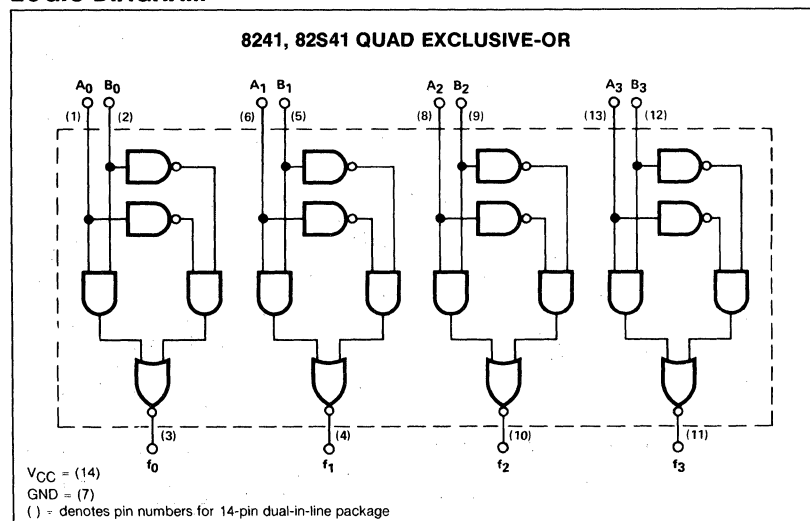 8241, 82S41 QUAD EXCLUSIVE-OR
A0 B0 A1 B1 A2 B2 A3 B3
(1) (2) (6) (5) (8) (9) (13) (12)
(3) (4) (10) (11)
f0 f1 f2 f3
VCC = (14)
GND = (7)
( ) = denotes pin numbers for 14-pin dual-in-line package